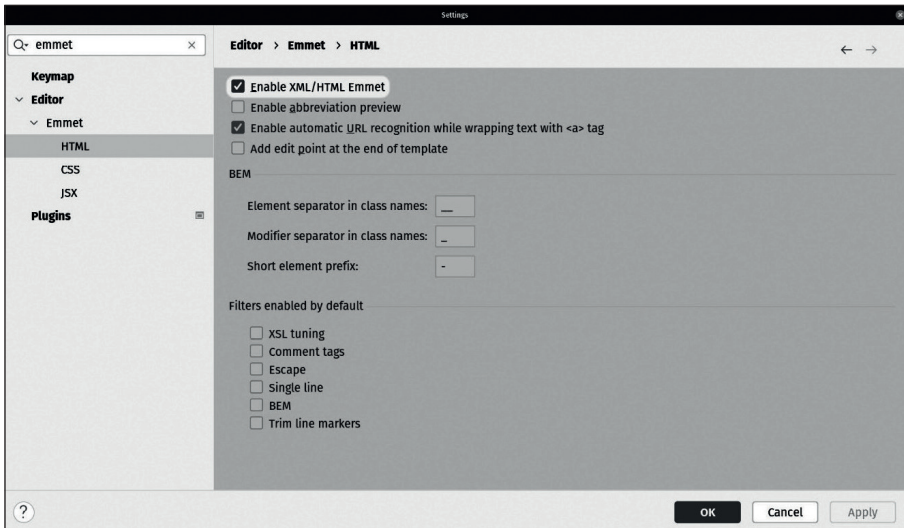 Settings
emmet
Editor > Emmet > HTML
Keymap
Editor
Emmet
HTML
CSS
JSX
Plugins
Enable XML/HTML Emmet
Enable abbreviation preview
Enable automatic URL recognition while wrapping text with <a> tag
Add edit point at the end of template
BEM
Element separator in class names: __
Modifier separator in class names: _
Short element prefix: -
Filters enabled by default
XSL tuning
Comment tags
Escape
Single line
BEM
Trim line markers
?
OK
Cancel
Apply